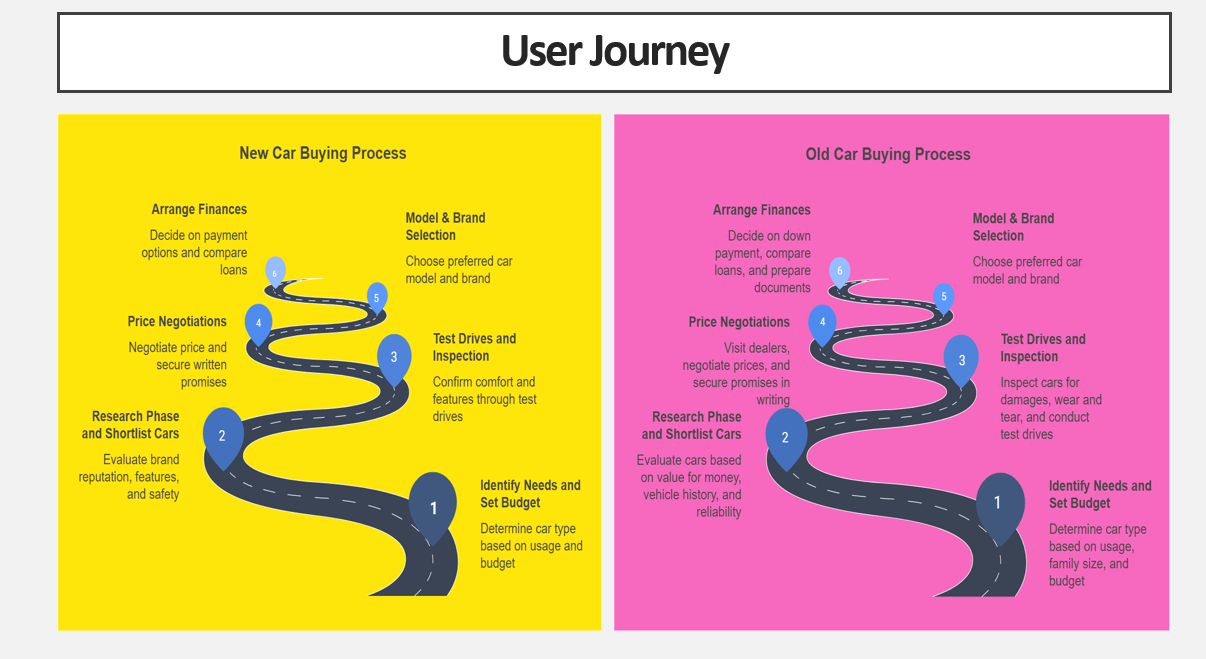 User Journey
New Car Buying Process
Arrange Finances
Decide on payment
options and compare
loans
Model & Brand
Selection
Choose preferred car
model and brand
6
5
Price Negotiations
Negotiate price and
secure written
promises
4
Test Drives and
Inspection
Confirm comfort and
features through test
drives
3
Research Phase
and Shortlist Cars
Evaluate brand
reputation, features,
and safety
2
Identify Needs and
Set Budget
Determine car type
based on usage and
budget
1
Old Car Buying Process
Arrange Finances
Decide on down
payment, compare
loans, and prepare
documents
Model & Brand
Selection
Choose preferred car
model and brand
6
5
Price Negotiations
Visit dealers,
negotiate prices, and
secure promises in
writing
4
Test Drives and
Inspection
Inspect cars for
damages, wear and
tear, and conduct
test drives
3
Research Phase
and Shortlist Cars
Evaluate cars based
on value for money,
vehicle history, and
reliability
2
Identify Needs and
Set Budget
Determine car type
based on usage,
family size, and
budget
1